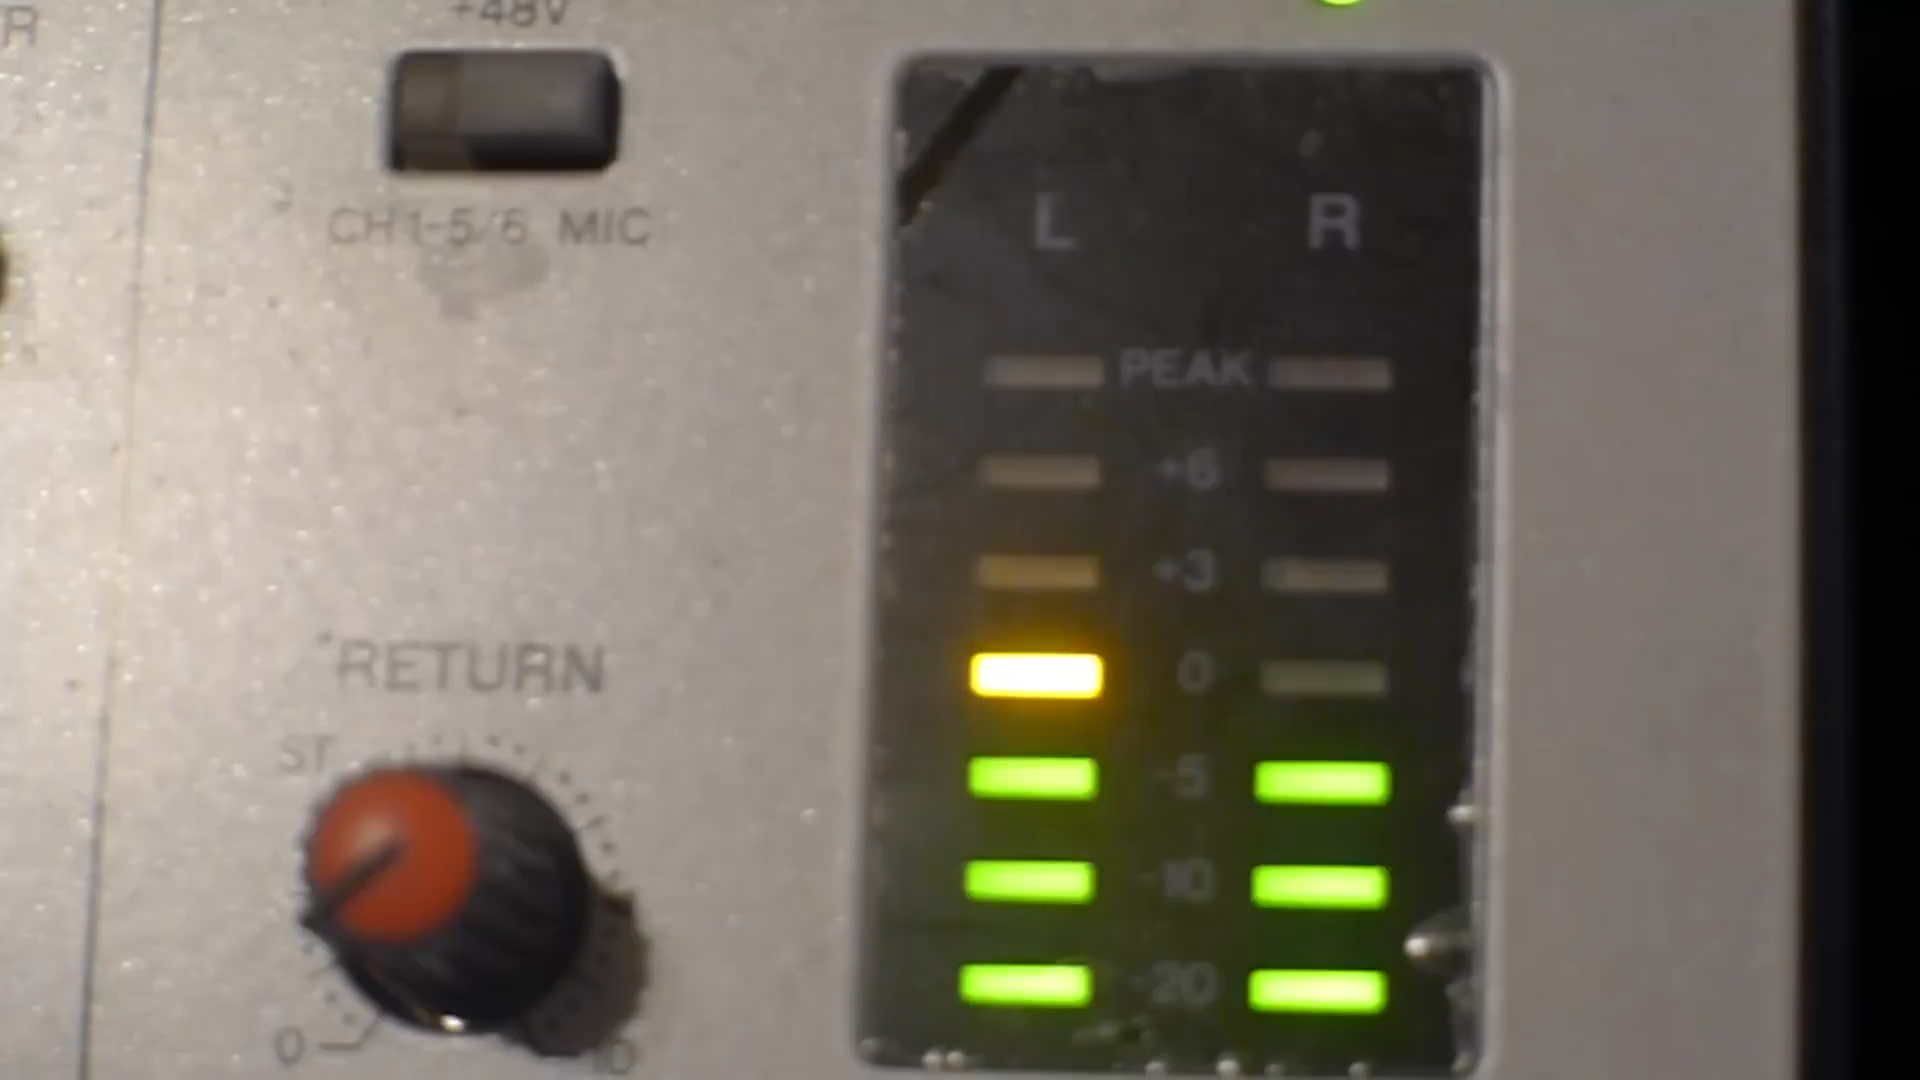 R
+48V
CH1-5/6 MIC
L R
PEAK
+6
+3
0
-5
-10
-20
RETURN
ST
0 10